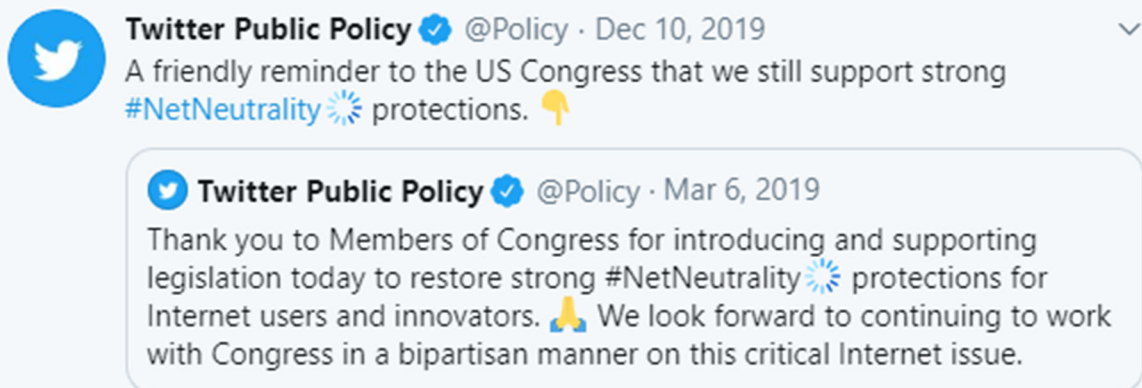 Twitter Public Policy @Policy · Dec 10, 2019
A friendly reminder to the US Congress that we still support strong
#NetNeutrality protections. 👇
Twitter Public Policy @Policy · Mar 6, 2019
Thank you to Members of Congress for introducing and supporting
legislation today to restore strong #NetNeutrality protections for
Internet users and innovators. 🙏 We look forward to continuing to work
with Congress in a bipartisan manner on this critical Internet issue.